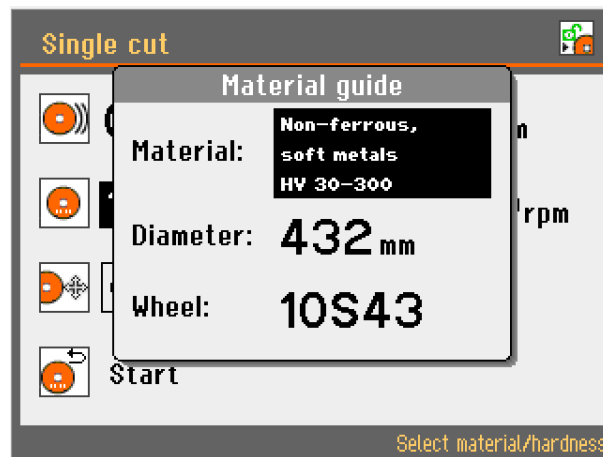 Single cut
Material guide
Material:
Non-ferrous,
soft metals
HV 30-300
rpm
Diameter: 432 mm
Wheel: 10S43
Start
Select material/hardness